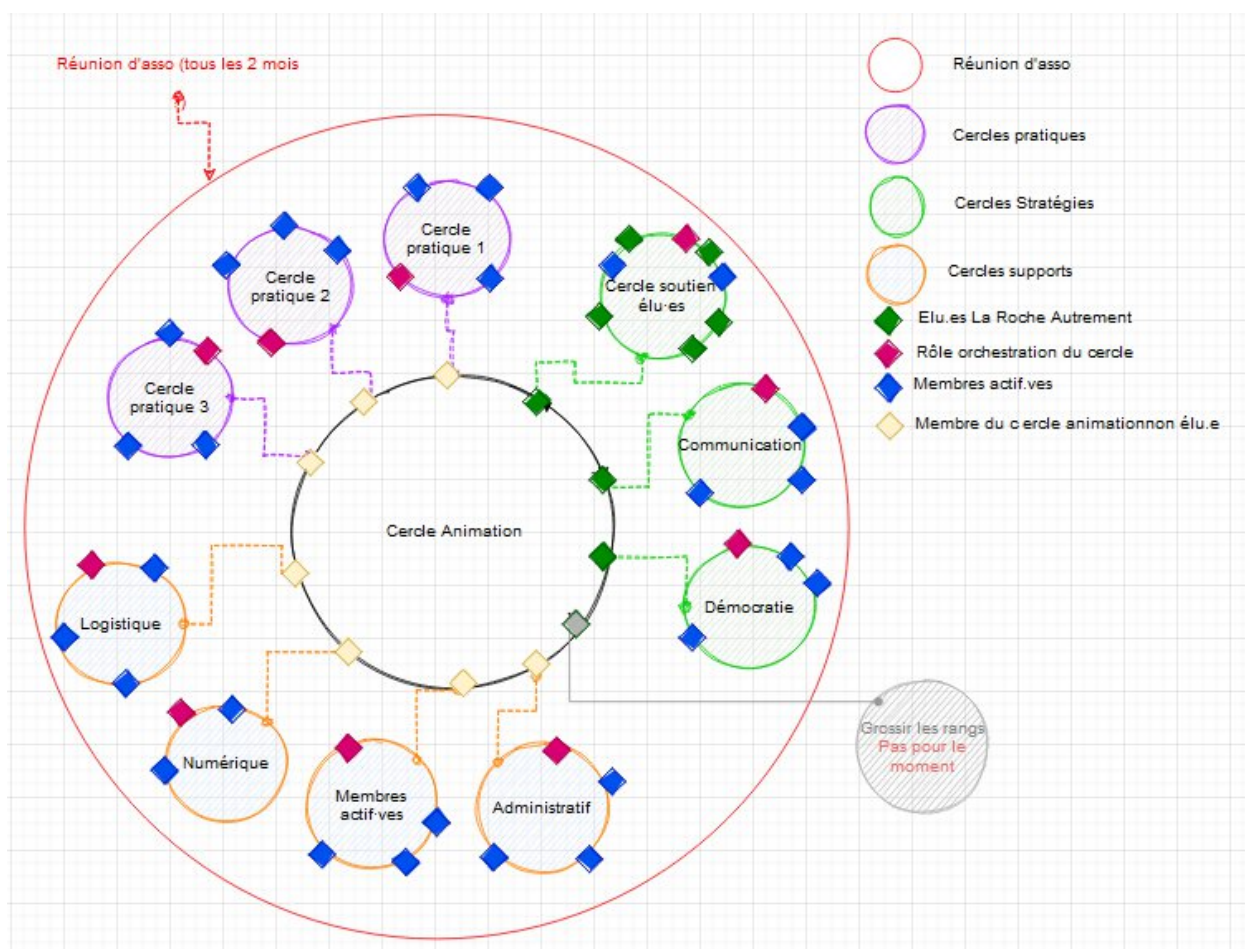 Réunion d'asso (tous les 2 mois
Réunion d'asso
Cercles pratiques
Cercles Stratégies
Cercles supports
Elu.es La Roche Autrement
Rôle orchestration du cercle
Membres actif.ves
Membre du cercle animationnon élu.e
Cercle
pratique 1
Cercle
pratique 2
Cercle
pratique 3
Cercle soutien
élu·es
Communication
Démocratie
Cercle Animation
Logistique
Numérique
Membres
actif·ves
Administratif
Grossir les rangs
Pas pour le
moment